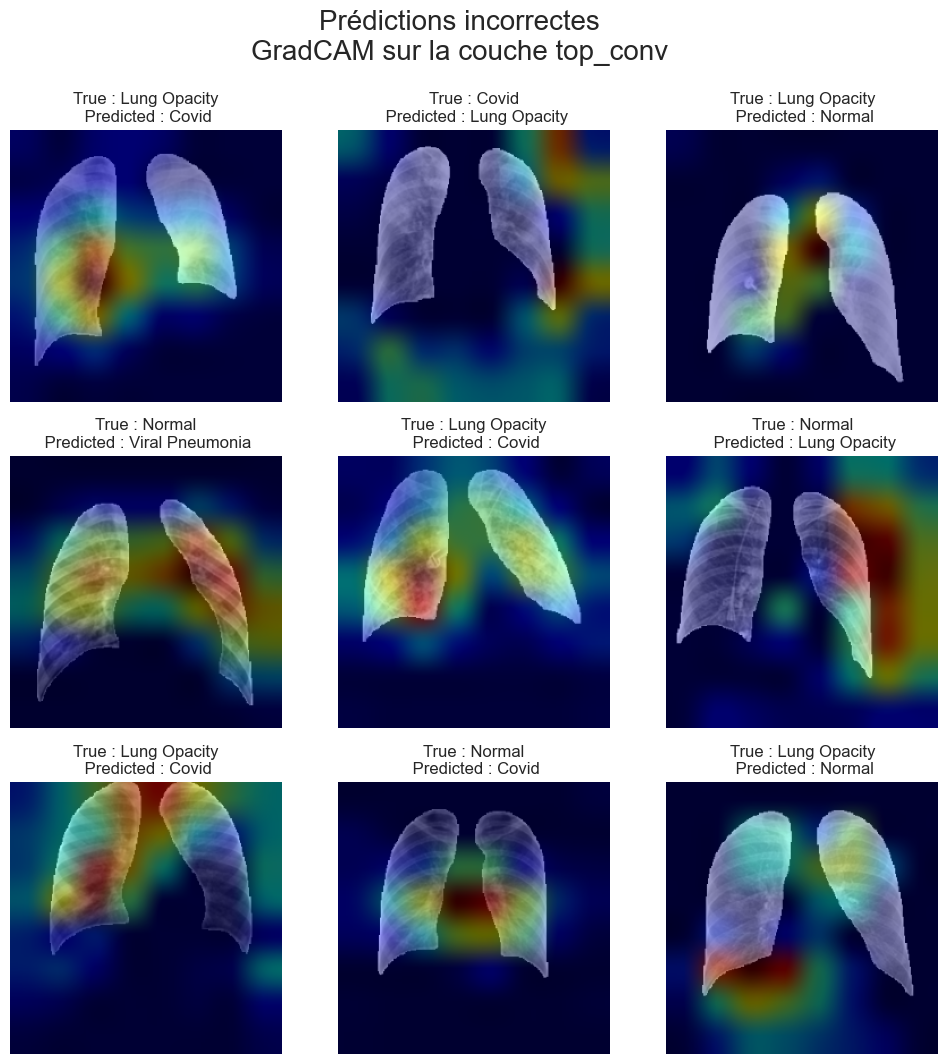 Prédictions incorrectes
GradCAM sur la couche top_conv
True : Lung Opacity
Predicted : Covid
True : Covid
Predicted : Lung Opacity
True : Lung Opacity
Predicted : Normal
True : Normal
Predicted : Viral Pneumonia
True : Lung Opacity
Predicted : Covid
True : Normal
Predicted : Lung Opacity
True : Lung Opacity
Predicted : Covid
True : Normal
Predicted : Covid
True : Lung Opacity
Predicted : Normal